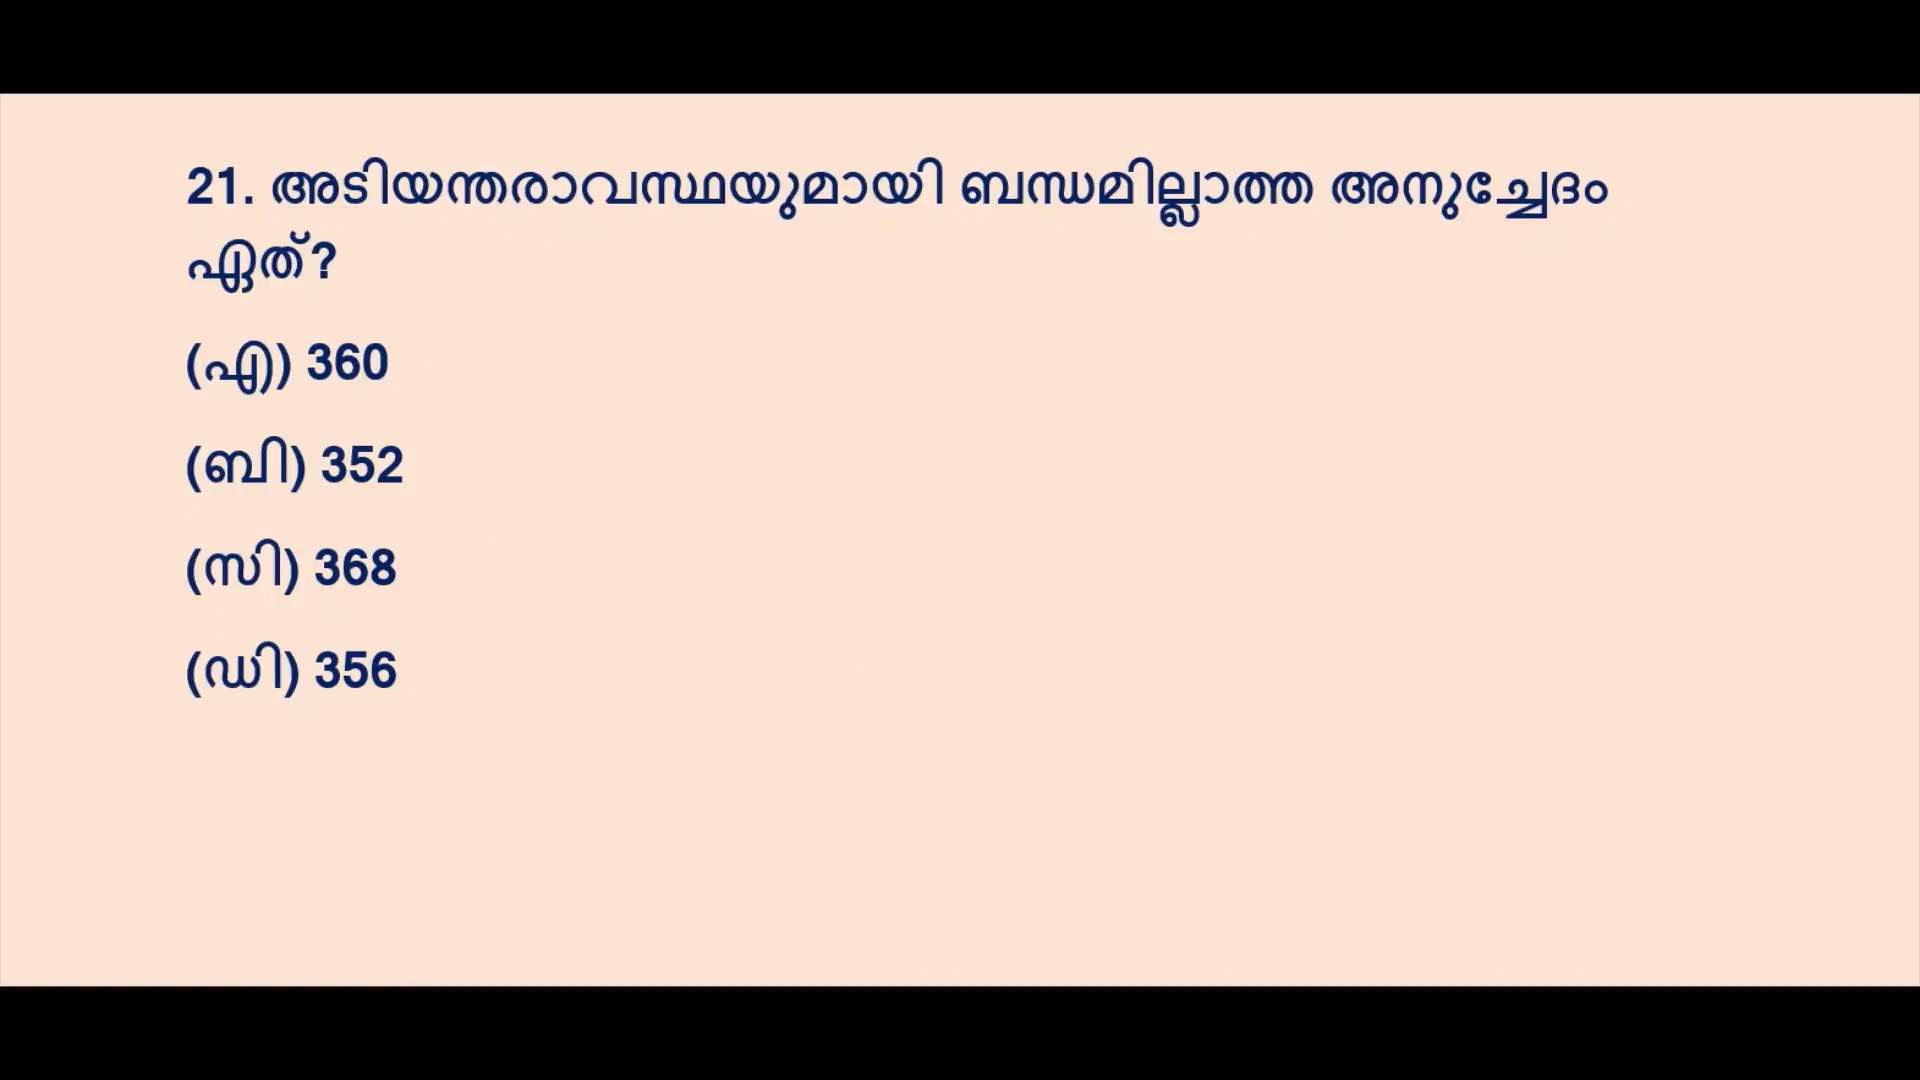 21. അടിയന്തരാവസ്ഥയുമായി ബന്ധമില്ലാത്ത അനുച്ചേദം
ഏത്?
(എ) 360
(ബി) 352
(സി) 368
(ഡി) 356